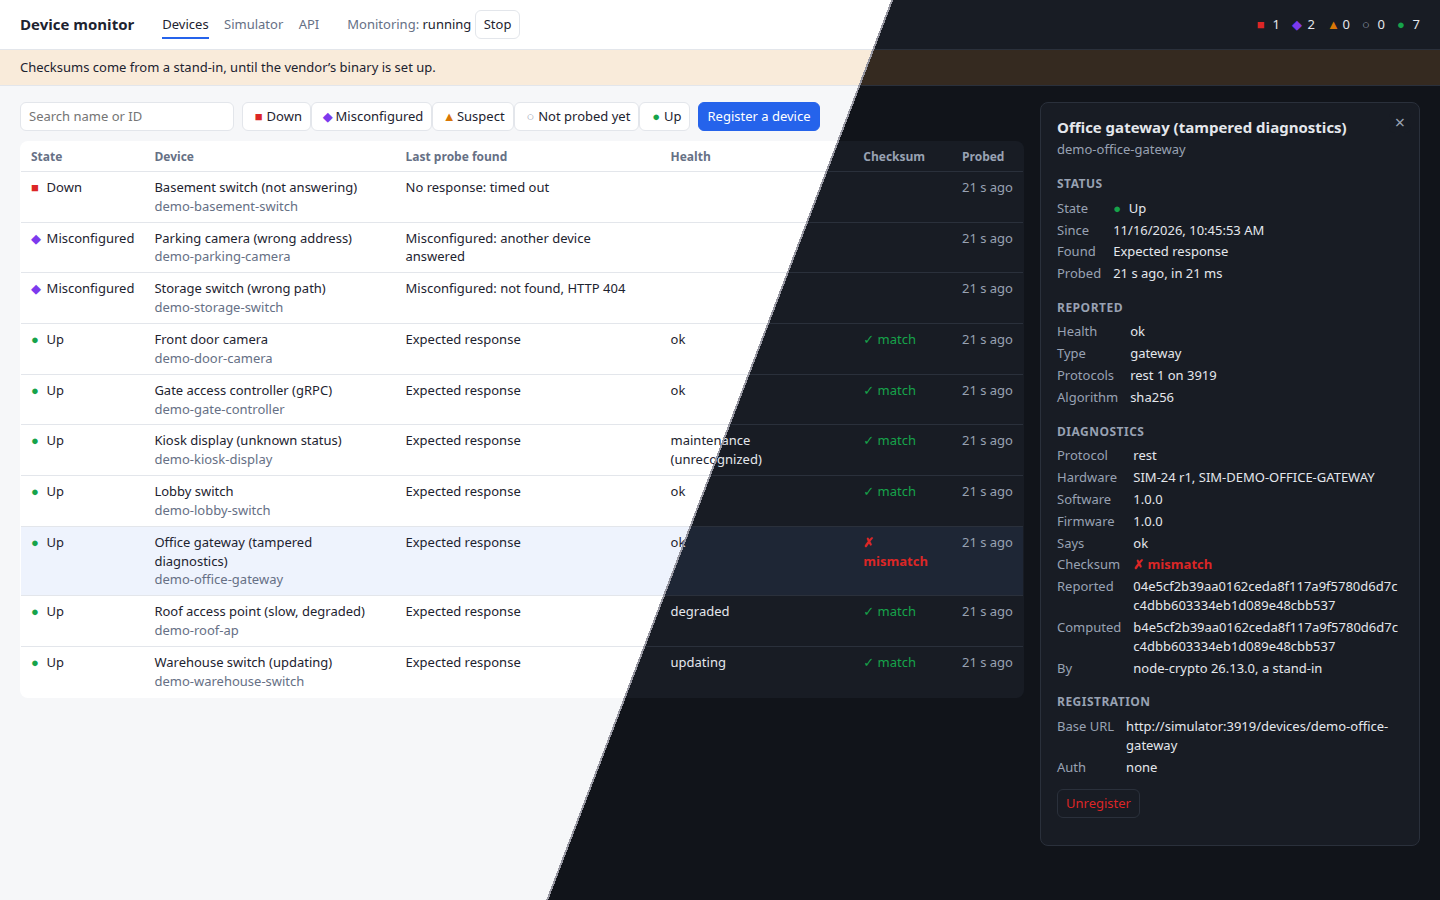 Device monitor Devices Simulator API Monitoring: running Stop ■ 1 ◆ 2 ▲ 0 ○ 0 ● 7
Checksums come from a stand-in, until the vendor’s binary is set up.
Search name or ID ■ Down ◆ Misconfigured ▲ Suspect ○ Not probed yet ● Up Register a device
State Device Last probe found Health Checksum Probed
■ Down Basement switch (not answering) No response: timed out 21 s ago
demo-basement-switch
◆ Misconfigured Parking camera (wrong address) Misconfigured: another device 21 s ago
demo-parking-camera answered
◆ Misconfigured Storage switch (wrong path) Misconfigured: not found, HTTP 404 21 s ago
demo-storage-switch
● Up Front door camera Expected response ok ✓ match 21 s ago
demo-door-camera
● Up Gate access controller (gRPC) Expected response ok ✓ match 21 s ago
demo-gate-controller
● Up Kiosk display (unknown status) Expected response maintenance ✓ match 21 s ago
demo-kiosk-display (unrecognized)
● Up Lobby switch Expected response ok ✓ match 21 s ago
demo-lobby-switch
● Up Office gateway (tampered Expected response ok ✗ 21 s ago
diagnostics) mismatch
demo-office-gateway
● Up Roof access point (slow, degraded) Expected response degraded ✓ match 21 s ago
demo-roof-ap
● Up Warehouse switch (updating) Expected response updating ✓ match 21 s ago
demo-warehouse-switch
Office gateway (tampered diagnostics) ×
demo-office-gateway
STATUS
State ● Up
Since 11/16/2026, 10:45:53 AM
Found Expected response
Probed 21 s ago, in 21 ms
REPORTED
Health ok
Type gateway
Protocols rest 1 on 3919
Algorithm sha256
DIAGNOSTICS
Protocol rest
Hardware SIM-24 r1, SIM-DEMO-OFFICE-GATEWAY
Software 1.0.0
Firmware 1.0.0
Says ok
Checksum ✗ mismatch
Reported 04e5cf2b39aa0162ceda8f117a9f5780d6d7c
c4dbb603334eb1d089e48cbb537
Computed b4e5cf2b39aa0162ceda8f117a9f5780d6d7c
c4dbb603334eb1d089e48cbb537
By node-crypto 26.13.0, a stand-in
REGISTRATION
Base URL http://simulator:3919/devices/demo-office-
gateway
Auth none
Unregister